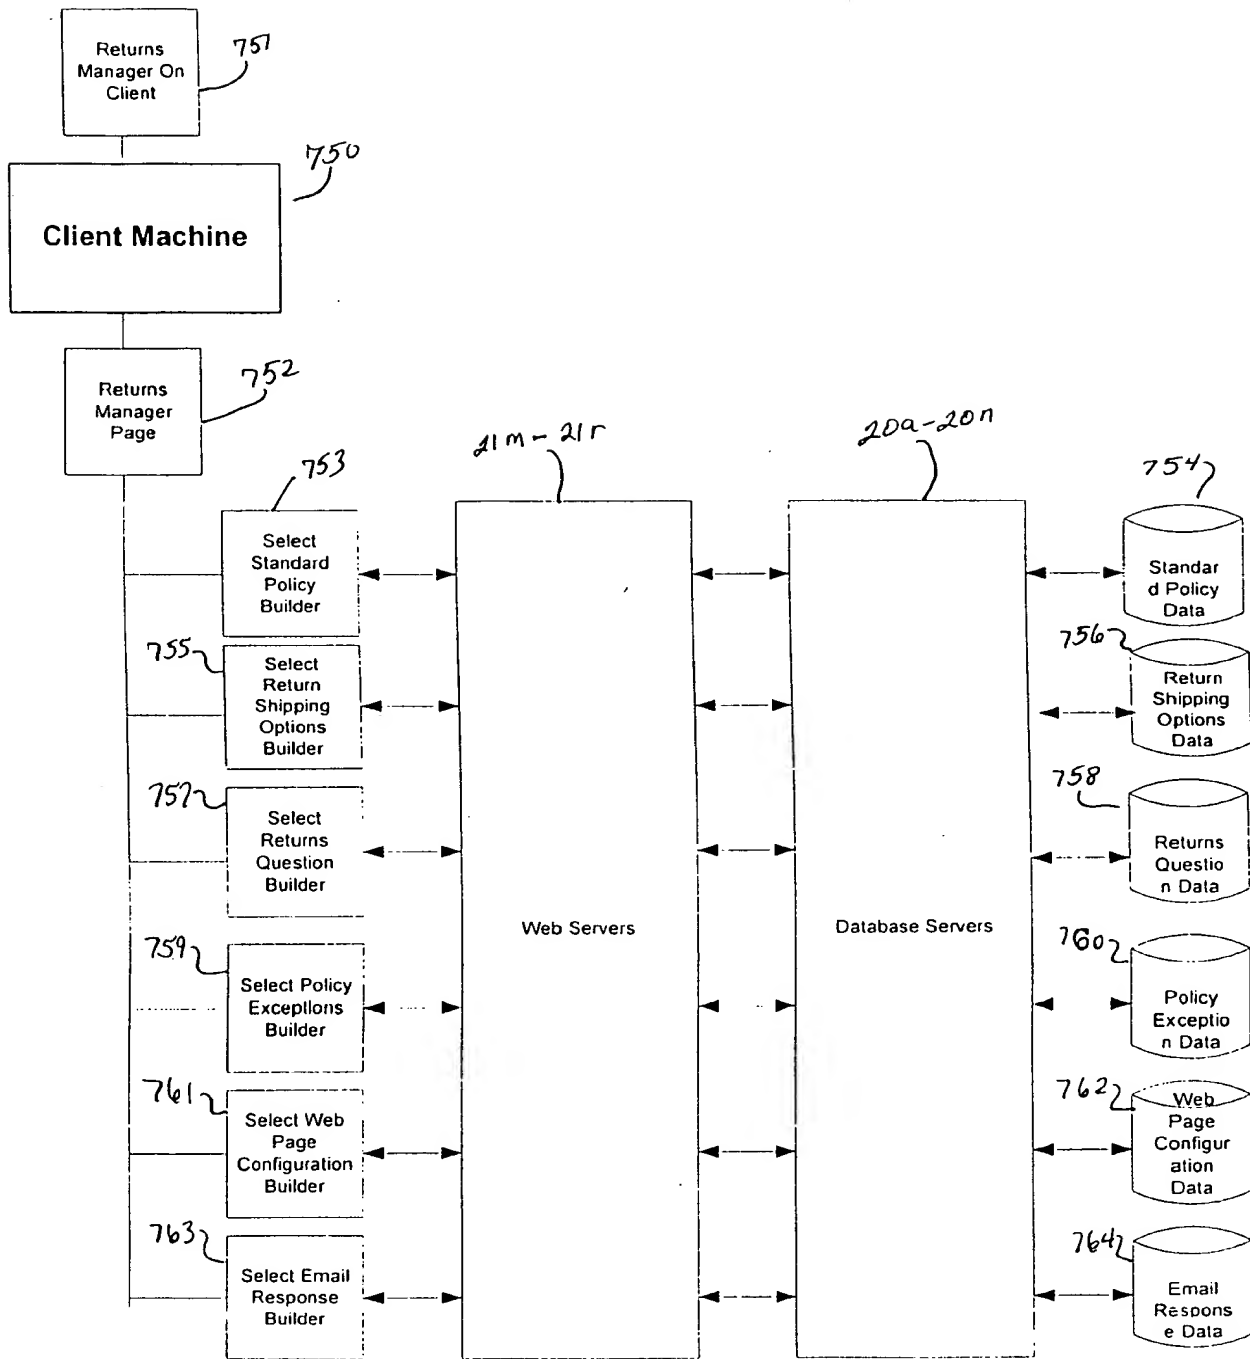 Returns
Manager On
Client
751
750
Client Machine
Returns
Manager
Page
752
753
21m - 21r
20a - 20n
754
Select
Standard
Policy
Builder
Standar
d Policy
Data
755
Select
Return
Shipping
Options
Builder
756
Return
Shipping
Options
Data
757
Select
Returns
Question
Builder
758
Returns
Questio
n Data
Web Servers
Database Servers
759
Select Policy
Exceptions
Builder
760
Policy
Exceptio
n Data
761
Select Web
Page
Configuration
Builder
762
Web
Page
Configur
ation
Data
763
Select Email
Response
Builder
764
Email
Respons
e Data